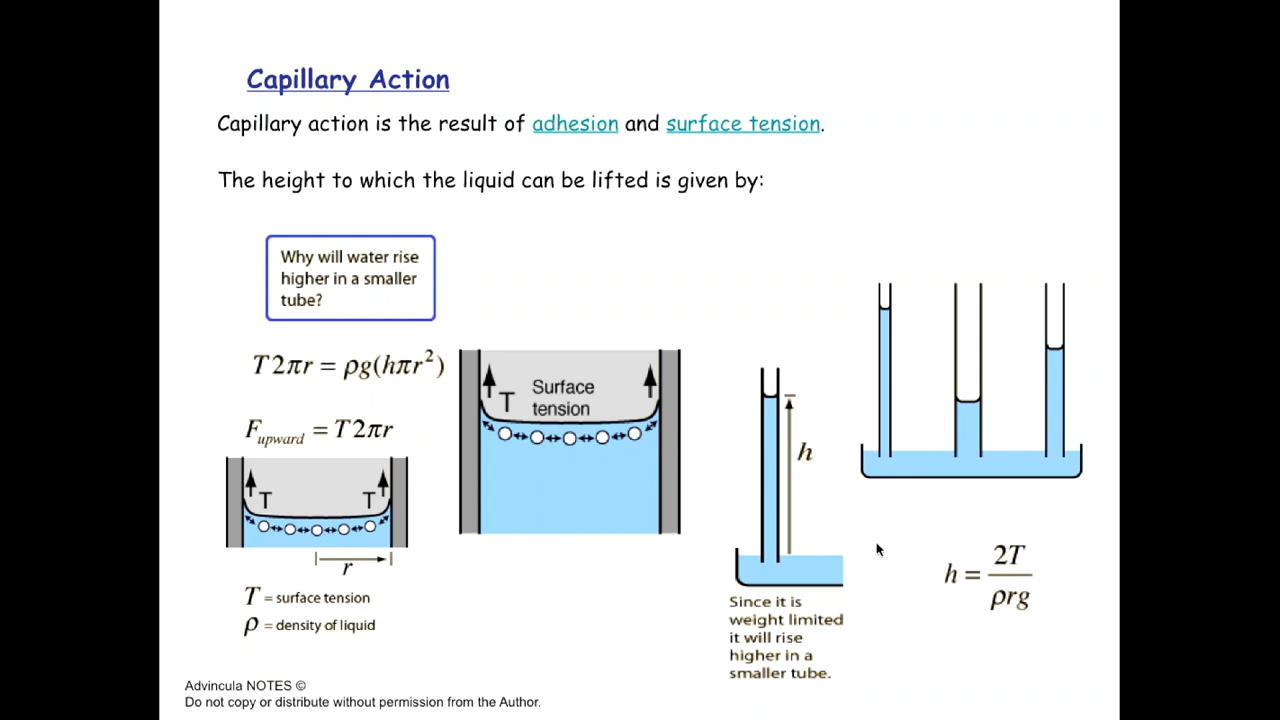 Capillary Action
Capillary action is the result of adhesion and surface tension.
The height to which the liquid can be lifted is given by:
Why will water rise
higher in a smaller
tube?
T2πr = ρg(hπr²)
F_upward = T2πr
T T
r
T = surface tension
ρ = density of liquid
T Surface
tension
h
Since it is
weight limited
it will rise
higher in a
smaller tube.
h = 2T
ρrg
Advincula NOTES ©
Do not copy or distribute without permission from the Author.